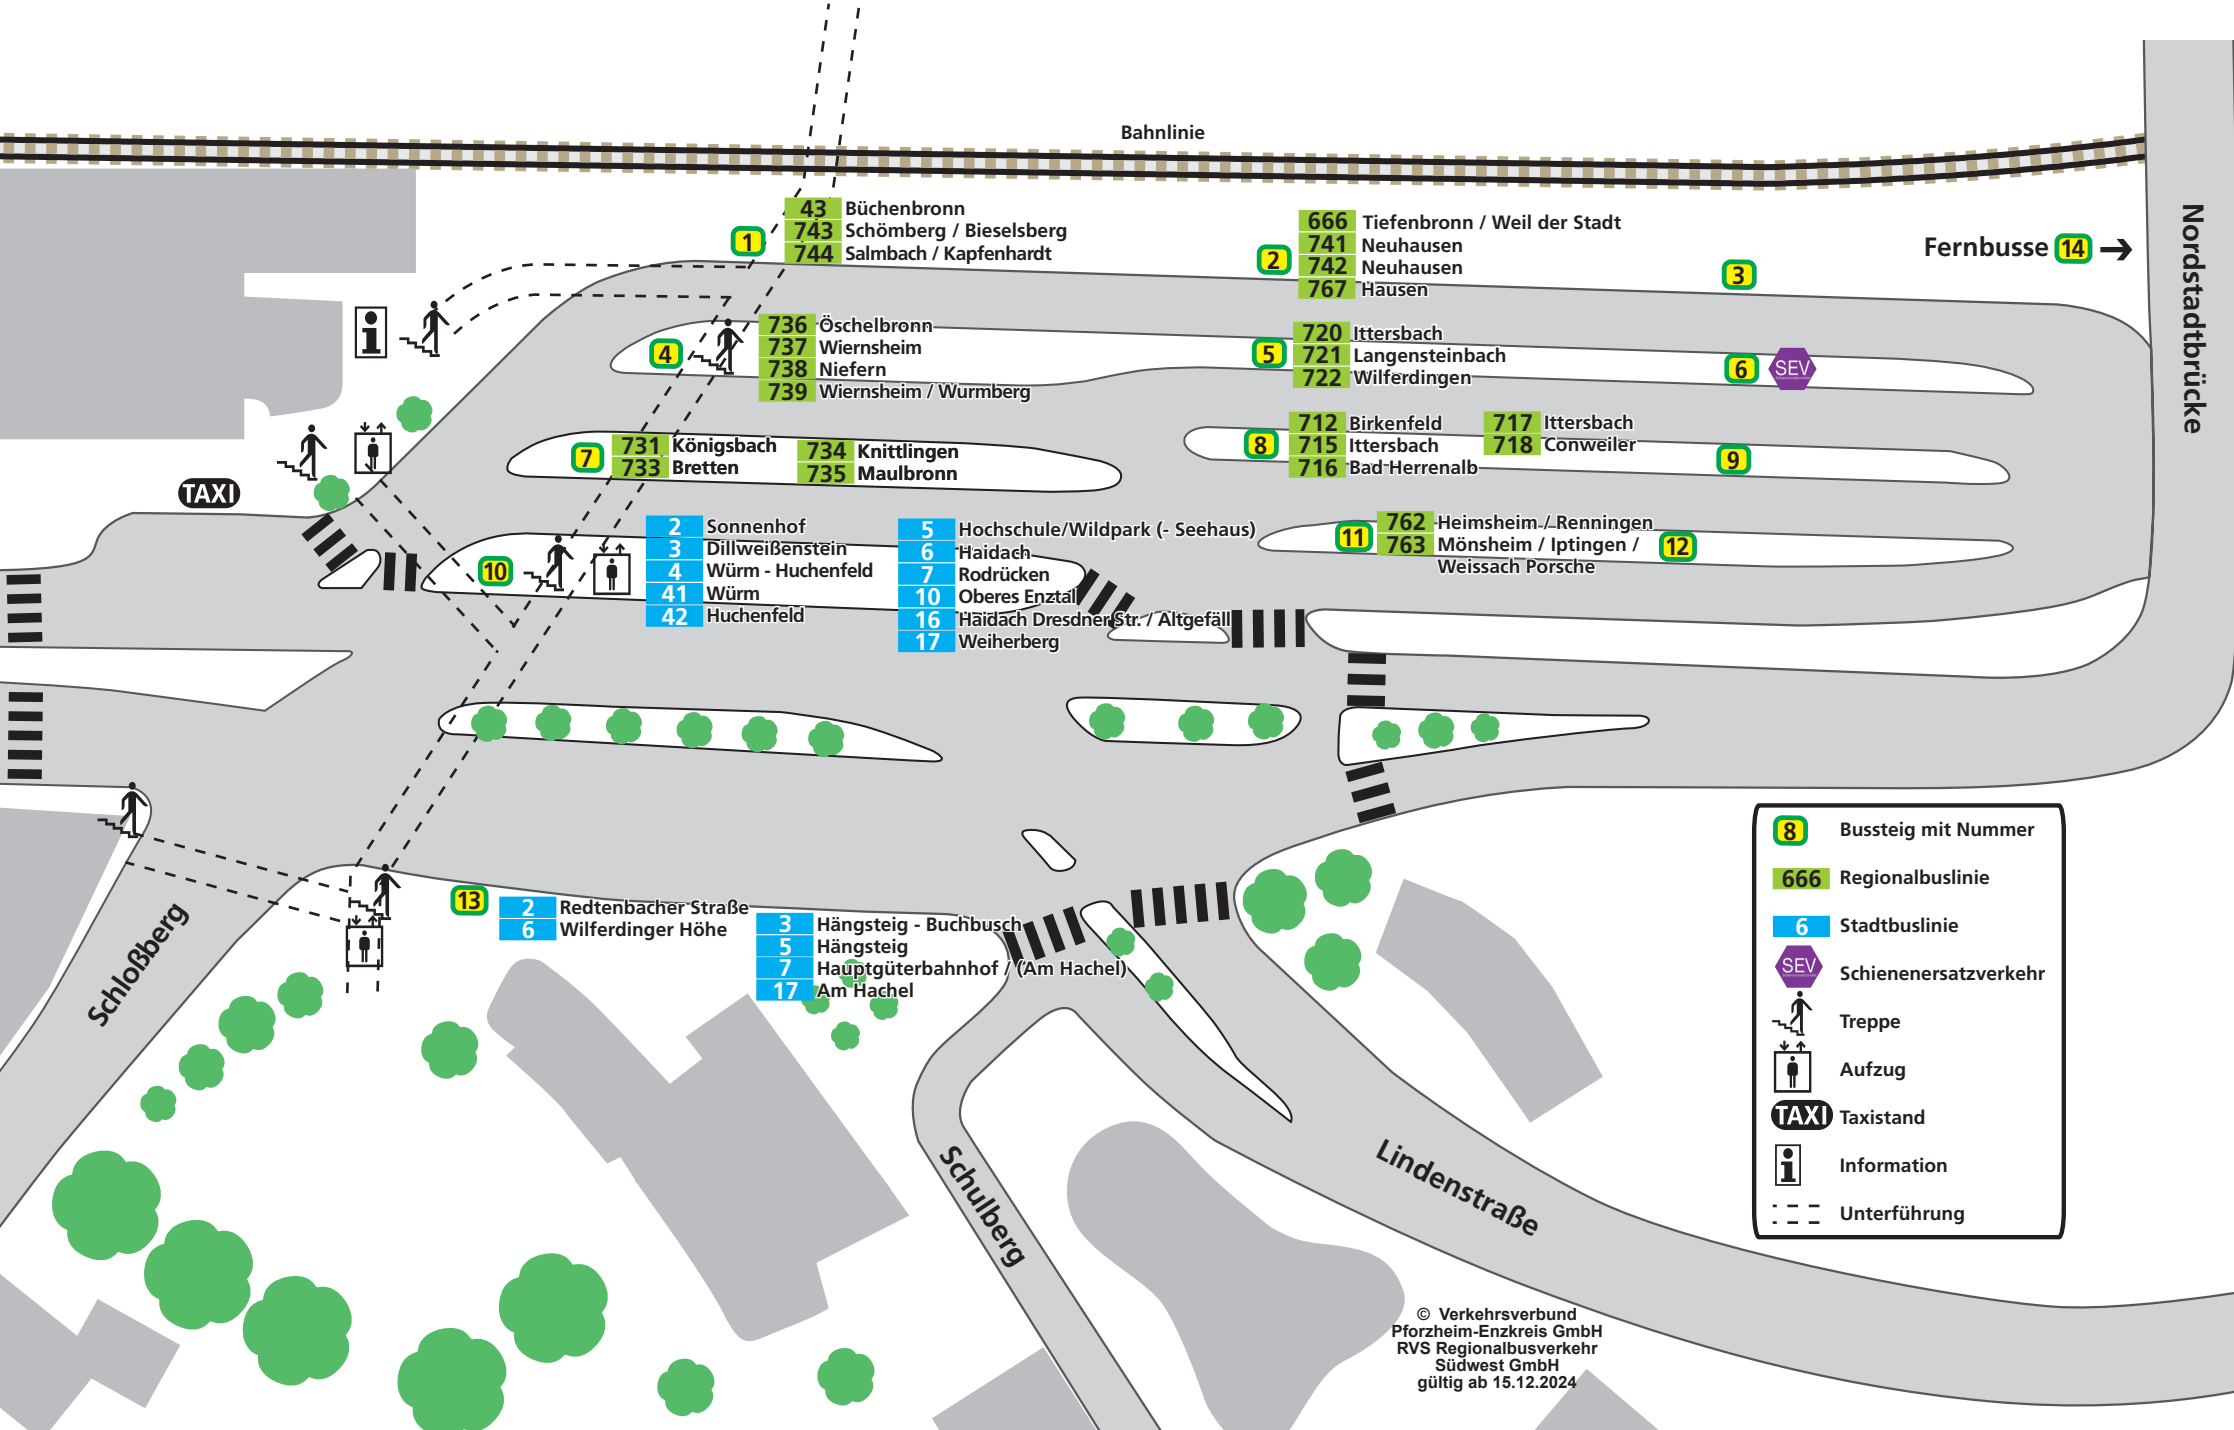 Bahnlinie
1
43 Büchenbronn
743 Schömberg / Bieselsberg
744 Salmbach / Kapfenhardt
2
666 Tiefenbronn / Weil der Stadt
741 Neuhausen
742 Neuhausen
767 Hausen
3
Fernbusse 14
Nordstadtbrücke
4
736 Öschelbronn
737 Wiernsheim
738 Niefern
739 Wiernsheim / Wurmberg
5
720 Ittersbach
721 Langensteinbach
722 Wilferdingen
6
SEV
7
731 Königsbach
733 Bretten
734 Knittlingen
735 Maulbronn
8
712 Birkenfeld
715 Ittersbach
716 Bad Herrenalb
717 Ittersbach
718 Conweiler
9
TAXI
10
2 Sonnenhof
3 Dillweißenstein
4 Würm - Huchenfeld
41 Würm
42 Huchenfeld
5 Hochschule/Wildpark (- Seehaus)
6 Haidach
7 Rodrücken
10 Oberes Enztal
16 Haidach Dresdner Str. / Altgefäll
17 Weiherberg
11
762 Heimsheim / Renningen
763 Mönsheim / Iptingen /
Weissach Porsche
12
13
2 Redtenbacher Straße
6 Wilferdinger Höhe
3 Hängsteig - Buchbusch
5 Hängsteig
7 Hauptgüterbahnhof / (Am Hachel)
17 Am Hachel
Schloßberg
Schulberg
Lindenstraße
8 Bussteig mit Nummer
666 Regionalbuslinie
6 Stadtbuslinie
SEV Schienenersatzverkehr
Treppe
Aufzug
TAXI Taxistand
i Information
Unterführung
© Verkehrsverbund
Pforzheim-Enzkreis GmbH
RVS Regionalbusverkehr
Südwest GmbH
gültig ab 15.12.2024